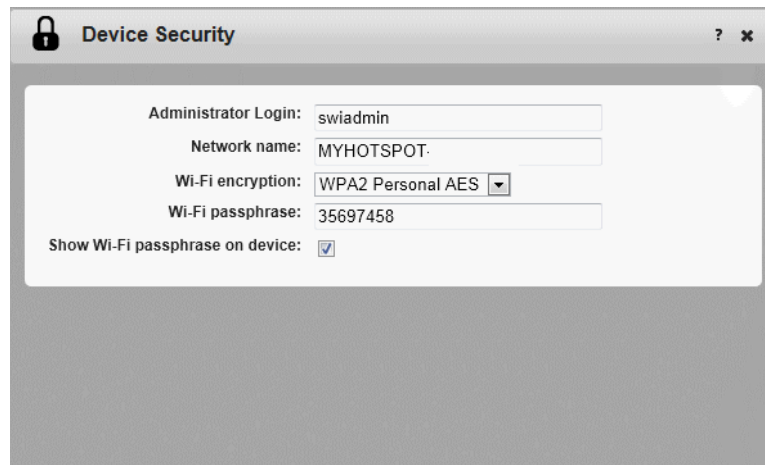 Device Security ? ×
Administrator Login: swiadmin
Network name: MYHOTSPOT-
Wi-Fi encryption: WPA2 Personal AES
Wi-Fi passphrase: 35697458
Show Wi-Fi passphrase on device: